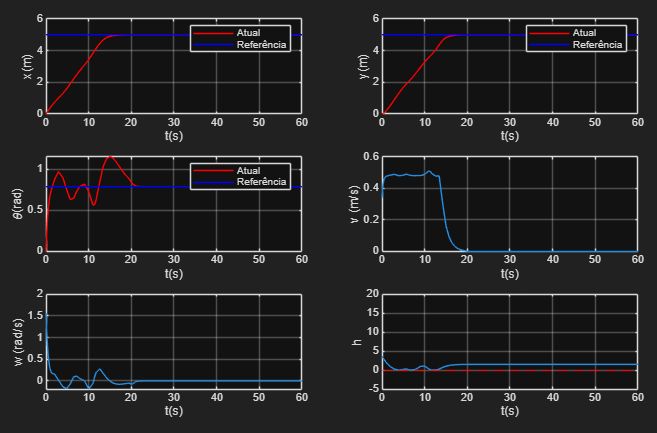 6
4
2
0
x (m)
Atual
Referência
0 10 20 30 40 50 60
t(s)
6
4
2
0
y (m)
Atual
Referência
0 10 20 30 40 50 60
t(s)
1
0.5
0
θ(rad)
Atual
Referência
0 10 20 30 40 50 60
t(s)
0.6
0.4
0.2
0
v (m/s)
0 10 20 30 40 50 60
t(s)
2
1.5
1
0.5
0
w (rad/s)
0 10 20 30 40 50 60
t(s)
20
15
10
5
0
-5
h
0 10 20 30 40 50 60
t(s)